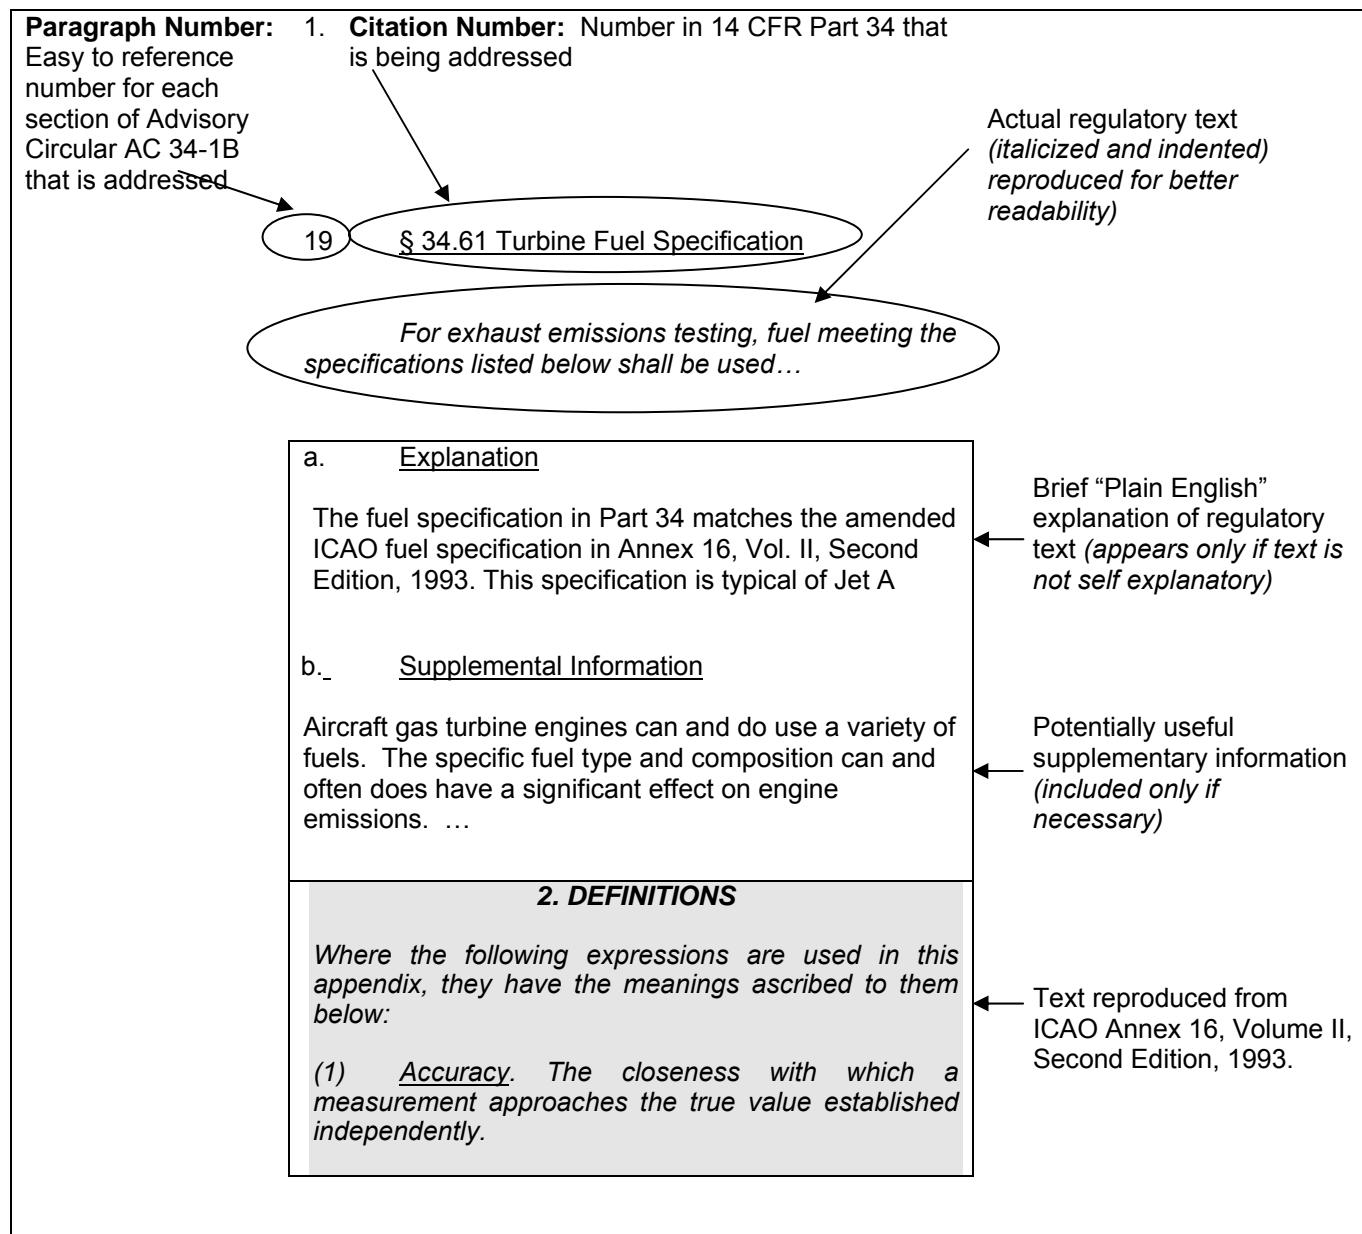 Paragraph Number:
Easy to reference
number for each
section of Advisory
Circular AC 34-1B
that is addressed
1. Citation Number: Number in 14 CFR Part 34 that
is being addressed
Actual regulatory text
(italicized and indented)
reproduced for better
readability)
19 § 34.61 Turbine Fuel Specification
For exhaust emissions testing, fuel meeting the
specifications listed below shall be used…
a. Explanation
The fuel specification in Part 34 matches the amended
ICAO fuel specification in Annex 16, Vol. II, Second
Edition, 1993. This specification is typical of Jet A
Brief “Plain English”
explanation of regulatory
text (appears only if text is
not self explanatory)
b. Supplemental Information
Aircraft gas turbine engines can and do use a variety of
fuels. The specific fuel type and composition can and
often does have a significant effect on engine
emissions. …
Potentially useful
supplementary information
(included only if
necessary)
2. DEFINITIONS
Where the following expressions are used in this
appendix, they have the meanings ascribed to them
below:
(1) Accuracy. The closeness with which a
measurement approaches the true value established
independently.
Text reproduced from
ICAO Annex 16, Volume II,
Second Edition, 1993.